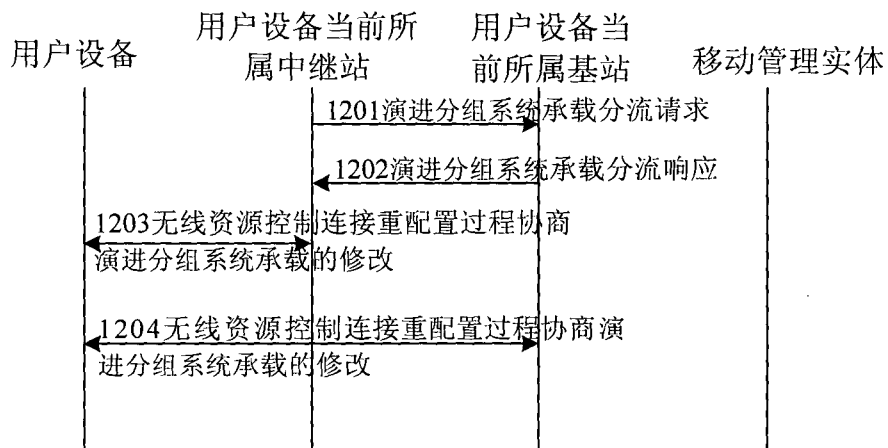 用户设备
用户设备当前所
属中继站
用户设备当
前所属基站
移动管理实体
1201演进分组系统承载分流请求
1202演进分组系统承载分流响应
1203无线资源控制连接重配置过程协商
演进分组系统承载的修改
1204无线资源控制连接重配置过程协商演
进分组系统承载的修改